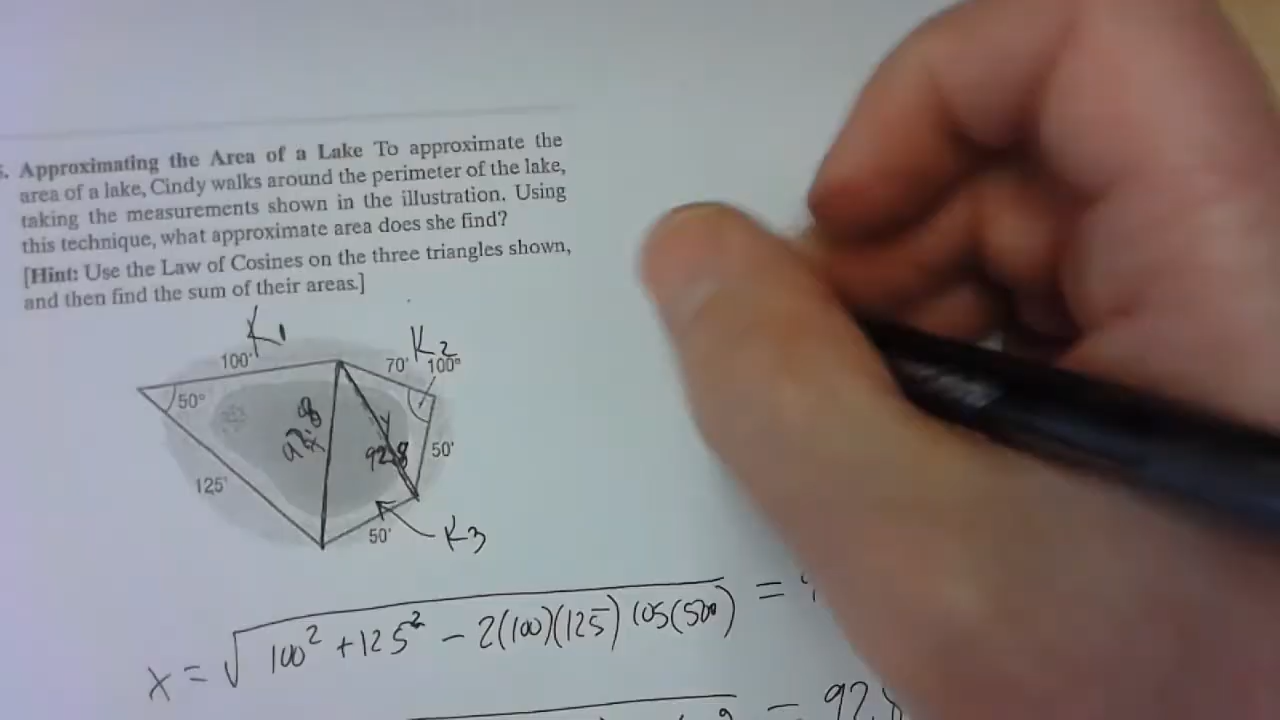 Approximating the Area of a Lake To approximate the
area of a lake, Cindy walks around the perimeter of the lake,
taking the measurements shown in the illustration. Using
this technique, what approximate area does she find?
[Hint: Use the Law of Cosines on the three triangles shown,
and then find the sum of their areas.]
K1
K2
100'
70'
100°
50°
50'
125'
50'
K3
x = √100² + 125² − 2(100)(125) cos(50°) =
= 92.8